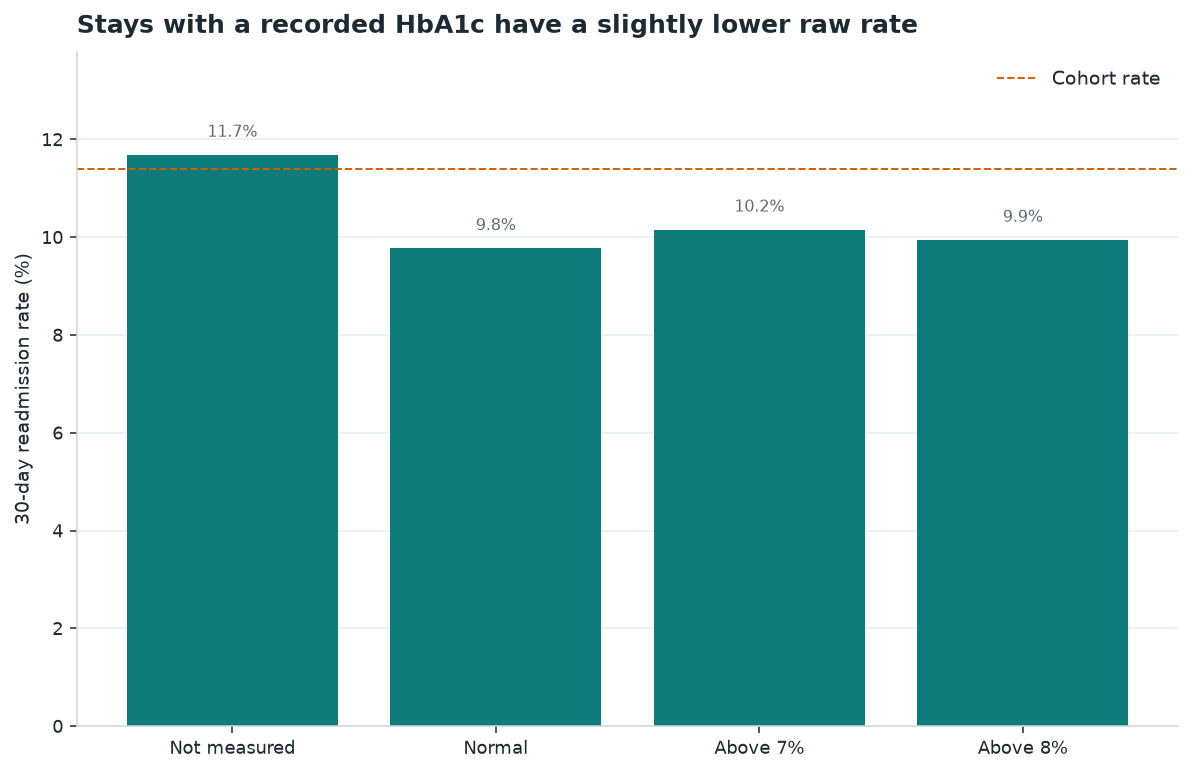 Stays with a recorded HbA1c have a slightly lower raw rate
Cohort rate
30-day readmission rate (%)
12
10
8
6
4
2
0
11.7%
9.8%
10.2%
9.9%
Not measured
Normal
Above 7%
Above 8%